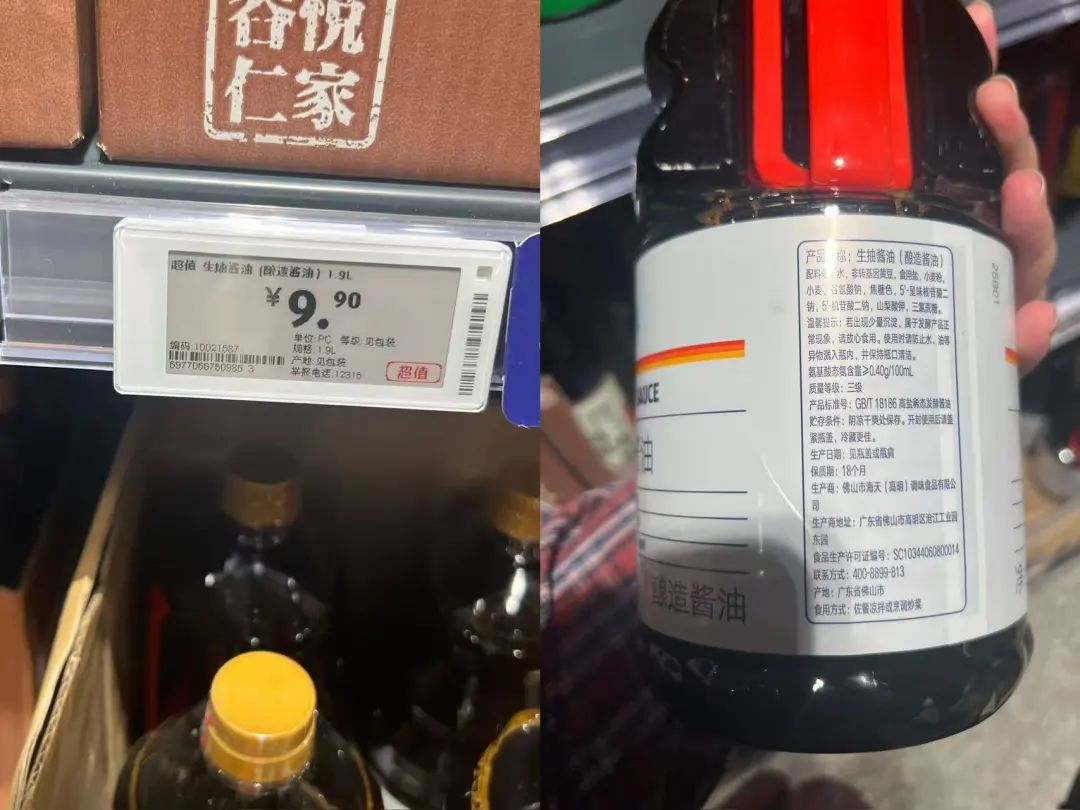 悦
容
家
仁
超值 生抽酱油 (酿造酱油) 1.9L
¥9.90
单位:PC 等级:见包装
编码:10021587
规格:1.9L
产地:见包装
6977066750985 3
举报电话:12315
超值
产品 称：生抽酱油（酿造酱油）
水、非转基因黄豆、食用盐、小麦粉、
小麦、谷氨酸钠、焦糖色、5'-呈味核苷酸二
钠、5'-肌苷酸二钠、山梨酸钾、三氯蔗糖。
温馨提示：若出现少量沉淀，属于发酵产品正
常现象，请放心食用。使用时请防止水、油等
异物溅入瓶内，并保持瓶口清洁。
氨基酸态氮含量≥0.40g/100mL
质量等级：三级
产品标准号：GB/T 18186 高盐稀态发酵酱油
贮存条件：阴凉干爽处保存。开封使用后请盖
紧瓶盖，冷藏更佳。
生产日期：见瓶盖或瓶肩
保质期：18个月
生产商：佛山市海天（高明）调味食品有限公
司
生产商地址：广东省佛山市高明区沧江工业园
东园
食品生产许可证编号：SC10344060800014
联系方式：400-8899-813
产地：广东省佛山市
食用方式：佐餐凉拌或烹调炒菜
AUCE
油
酿造酱油